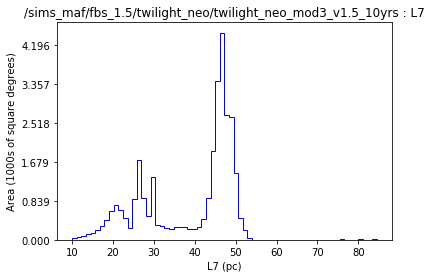 /sims_maf/fbs_1.5/twilight_neo/twilight_neo_mod3_v1.5_10yrs : L7
4.196
3.357
2.518
1.679
0.839
0.000
Area (1000s of square degrees)
10 20 30 40 50 60 70 80
L7 (pc)